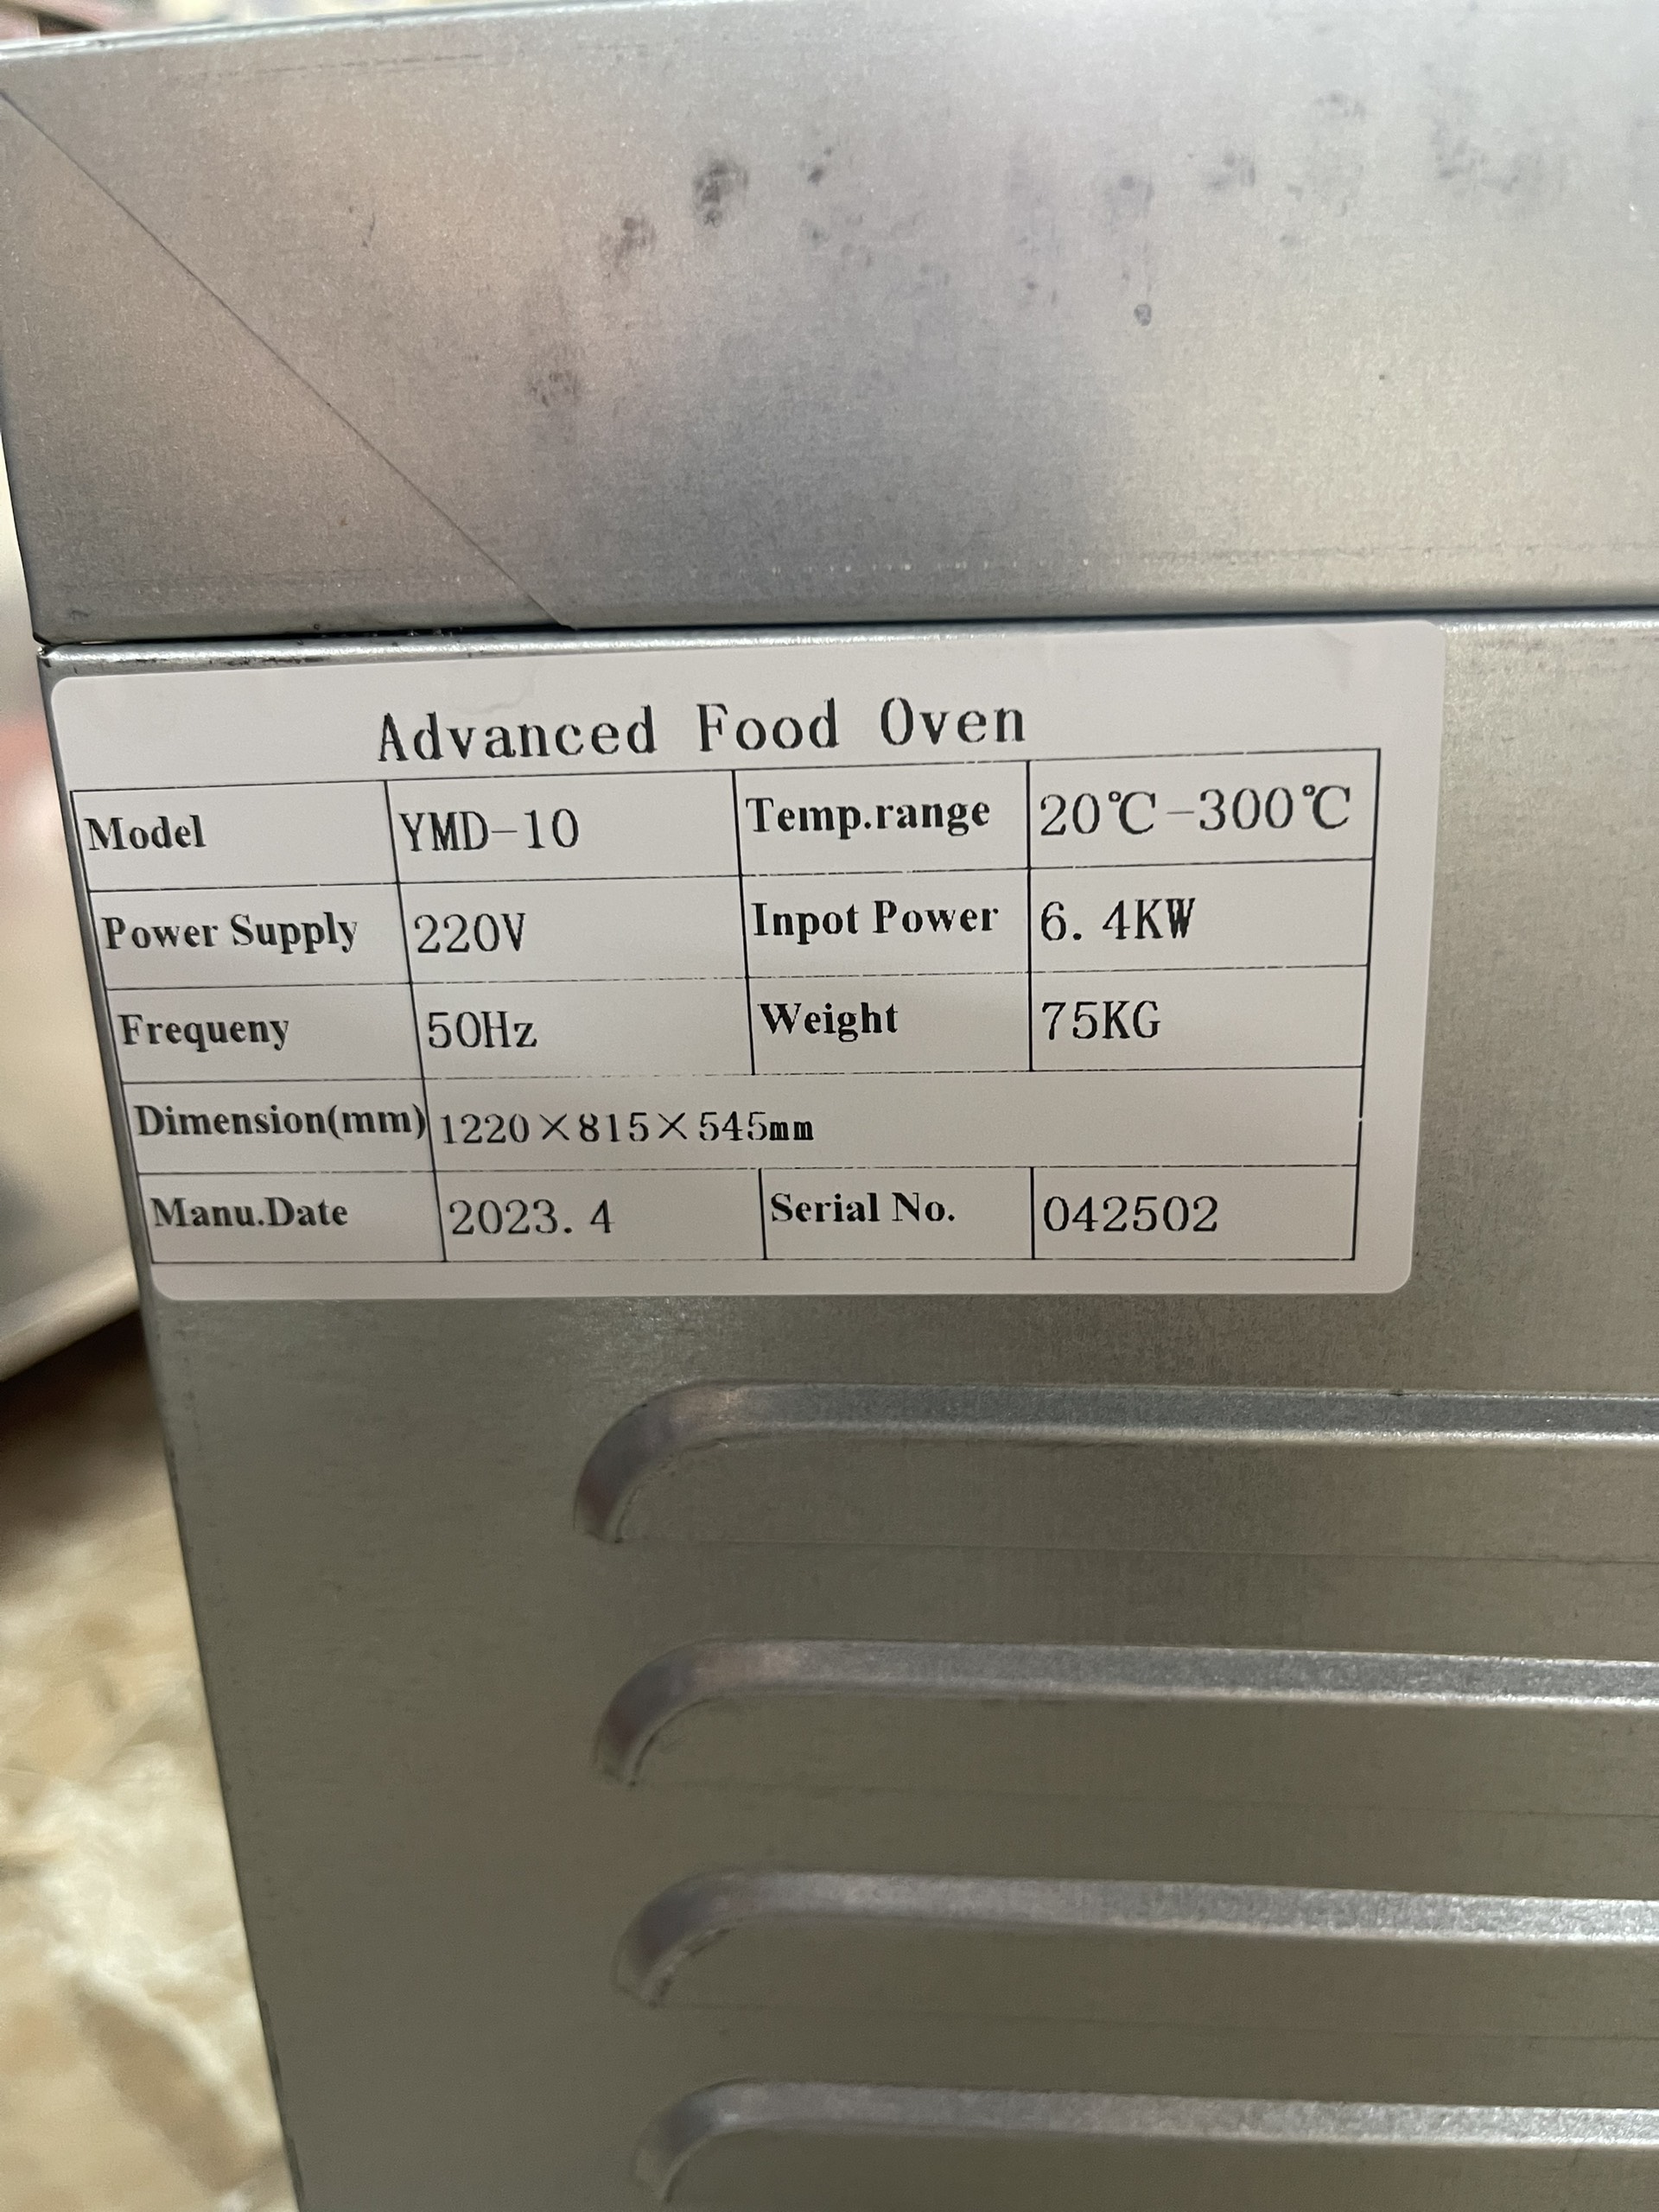 Advanced Food Oven
Model YMD-10 Temp.range 20℃-300℃
Power Supply 220V Inpot Power 6.4KW
Frequeny 50Hz Weight 75KG
Dimension(mm) 1220×815×545mm
Manu.Date 2023.4 Serial No. 042502